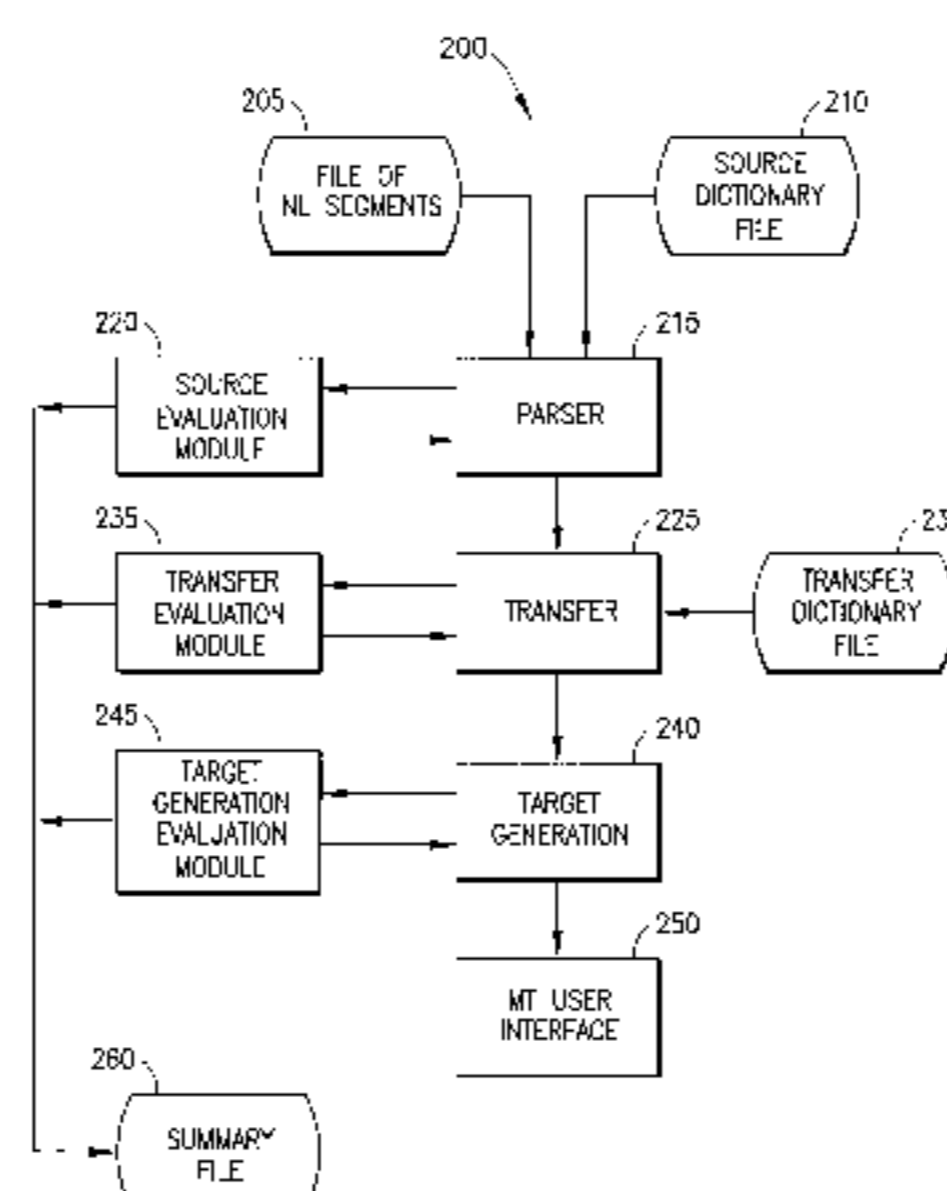 200
205
210
FILE OF
NL SEGMENTS
SOURCE
DICTIONARY
FILE
220
215
SOURCE
EVALUATION
MODULE
PARSER
235
225
23
TRANSFER
EVALUATION
MODULE
TRANSFER
TRANSFER
DICTIONARY
FILE
245
240
TARGET
GENERATION
EVALUATION
MODULE
TARGET
GENERATION
250
MT USER
INTERFACE
260
SUMMARY
FILE